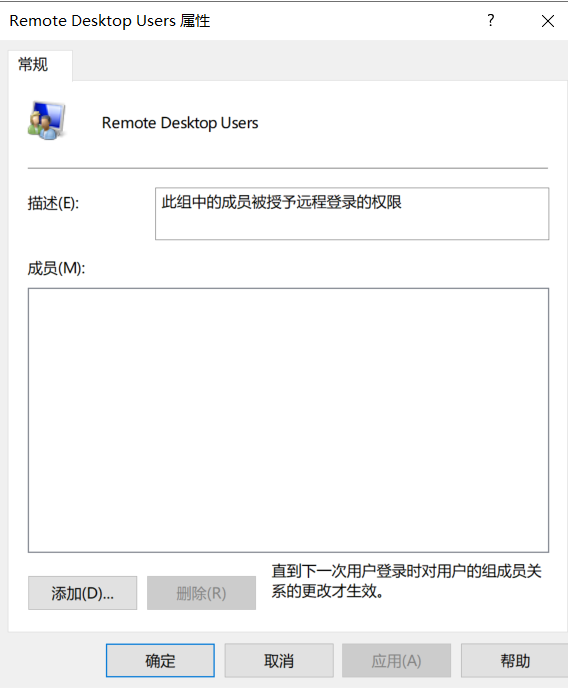 Remote Desktop Users 属性
?
常规
Remote Desktop Users
描述(E):
此组中的成员被授予远程登录的权限
成员(M):
添加(D)...
删除(R)
直到下一次用户登录时对用户的组成员关
系的更改才生效。
确定
取消
应用(A)
帮助